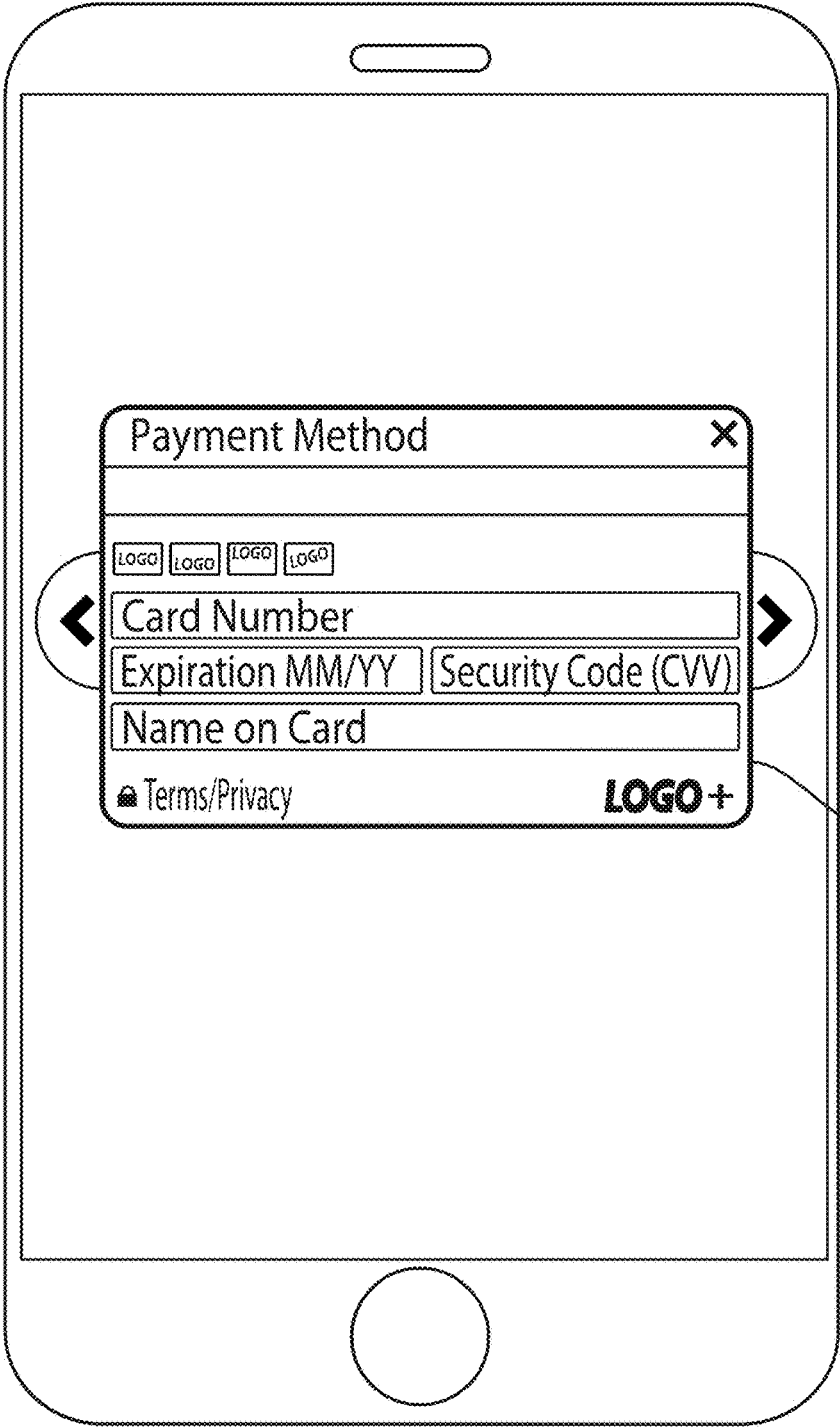 Payment Method ×
LOGO LOGO LOGO LOGO
Card Number
Expiration MM/YY Security Code (CVV)
Name on Card
Terms/Privacy LOGO+